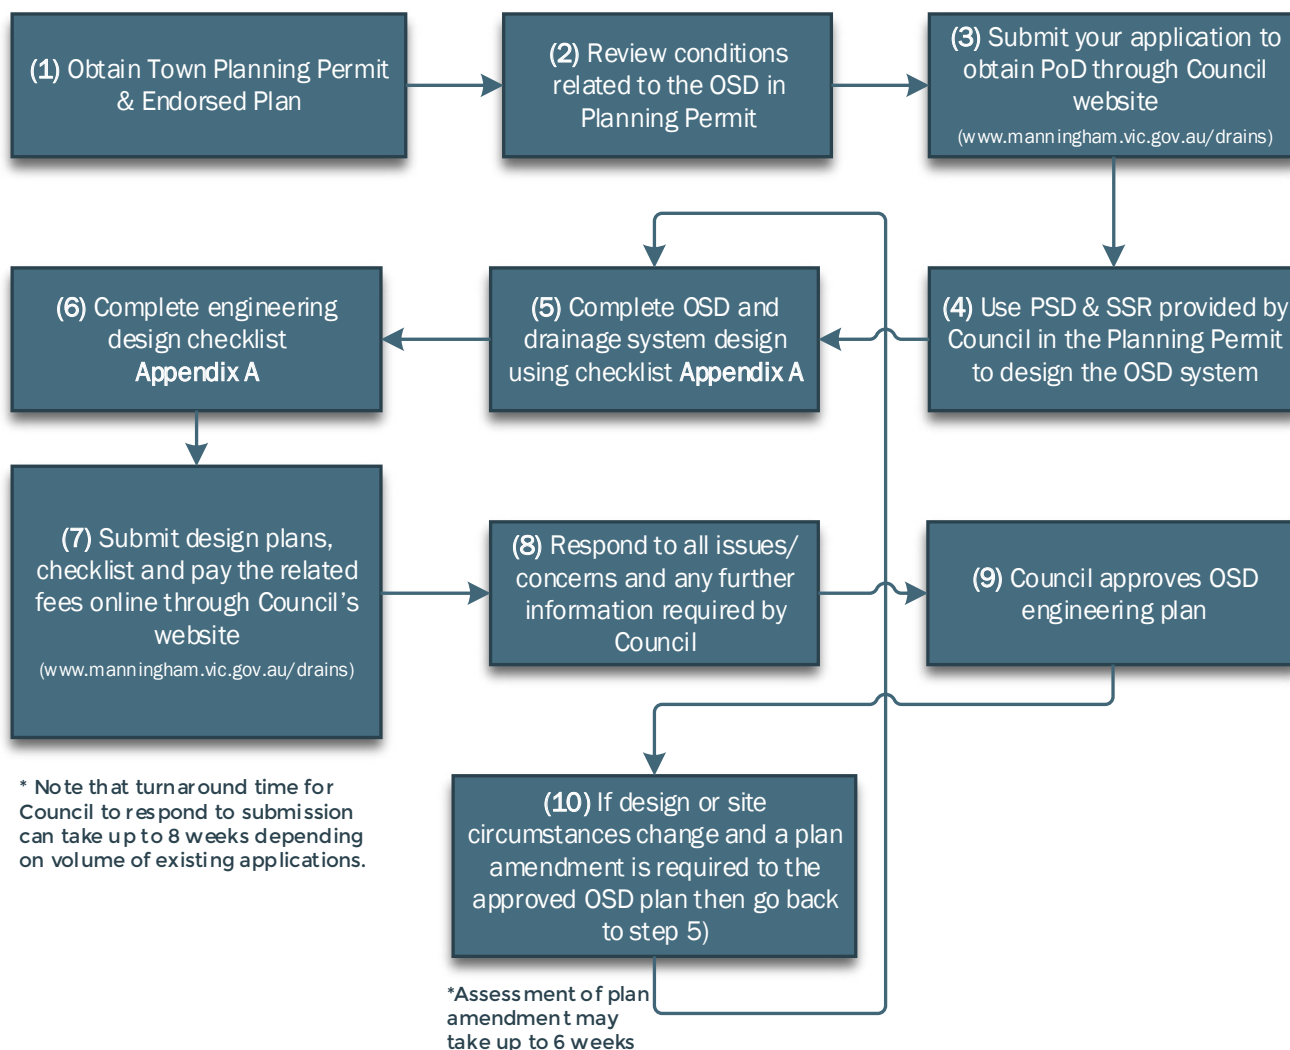 (1) Obtain Town Planning Permit
& Endorsed Plan
(2) Review conditions
related to the OSD in
Planning Permit
(3) Submit your application to
obtain PoD through Council
website
(www.manningham.vic.gov.au/drains)
(4) Use PSD & SSR provided by
Council in the Planning Permit
to design the OSD system
(5) Complete OSD and
drainage system design
using checklist Appendix A
(6) Complete engineering
design checklist
Appendix A
(7) Submit design plans,
checklist and pay the related
fees online through Council's
website
(www.manningham.vic.gov.au/drains)
* Note that turnaround time for
Council to respond to submission
can take up to 8 weeks depending
on volume of existing applications.
(8) Respond to all issues/
concerns and any further
information required by
Council
(9) Council approves OSD
engineering plan
(10) If design or site
circumstances change and a plan
amendment is required to the
approved OSD plan then go back
to step 5)
*Assessment of plan
amendment may
take up to 6 weeks